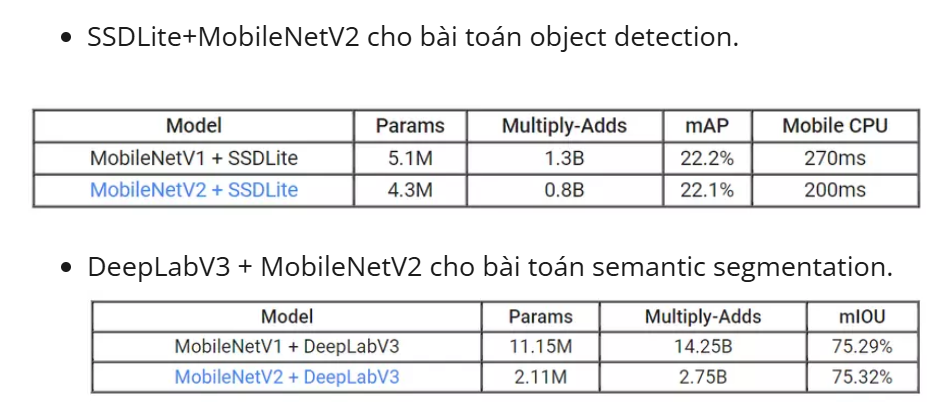 SSDLite+MobileNetV2 cho bài toán object detection.
Model Params Multiply-Adds mAP Mobile CPU
MobileNetV1 + SSDLite 5.1M 1.3B 22.2% 270ms
MobileNetV2 + SSDLite 4.3M 0.8B 22.1% 200ms
DeepLabV3 + MobileNetV2 cho bài toán semantic segmentation.
Model Params Multiply-Adds mIOU
MobileNetV1 + DeepLabV3 11.15M 14.25B 75.29%
MobileNetV2 + DeepLabV3 2.11M 2.75B 75.32%